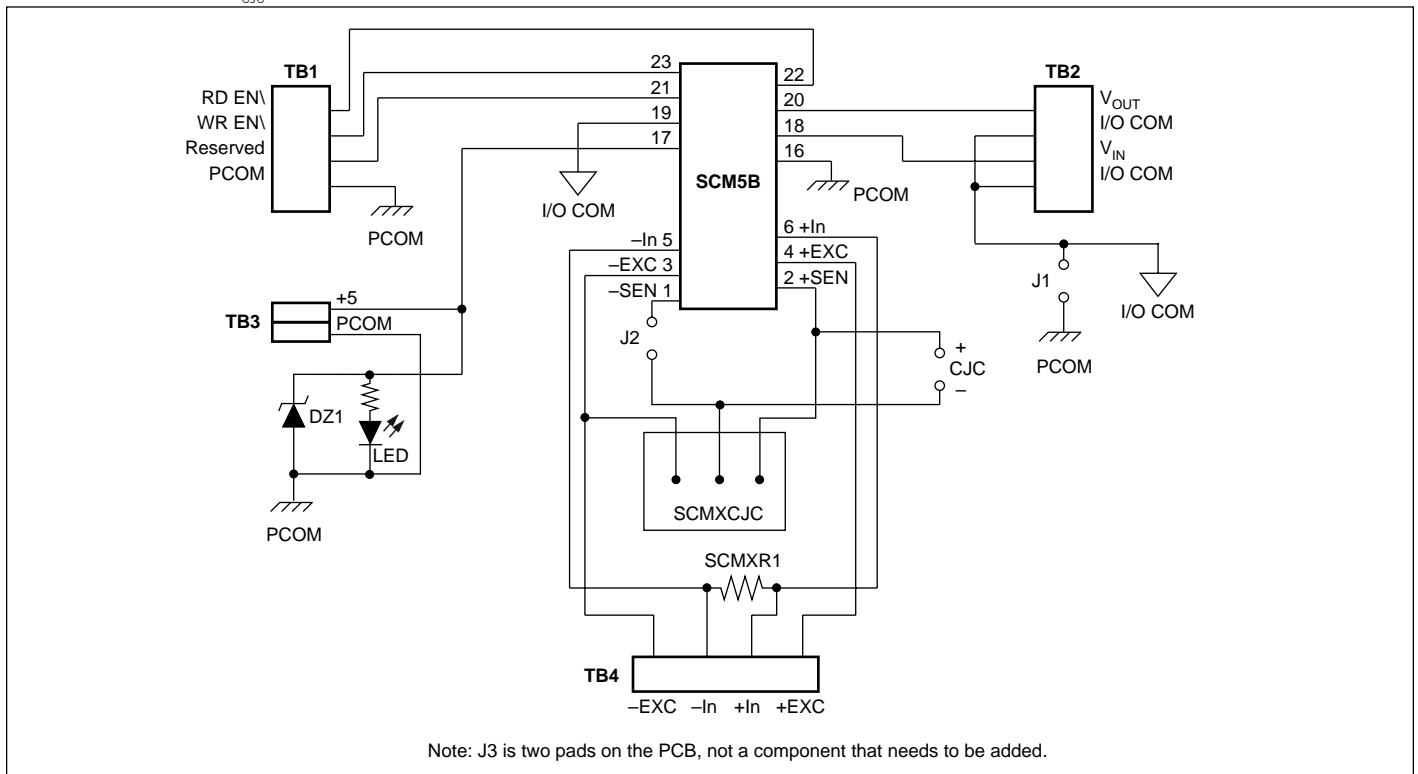 CJC
TB1
RD EN\
WR EN\
Reserved
PCOM
PCOM
23
21
19
17
I/O COM
SCM5B
22
20
18
16
PCOM
TB2
VOUT
I/O COM
VIN
I/O COM
J1
I/O COM
PCOM
–In 5
–EXC 3
–SEN 1
6 +In
4 +EXC
2 +SEN
J2
+
CJC
–
TB3
+5
PCOM
DZ1
LED
PCOM
SCMXCJC
SCMXR1
TB4
–EXC –In +In +EXC
Note: J3 is two pads on the PCB, not a component that needs to be added.